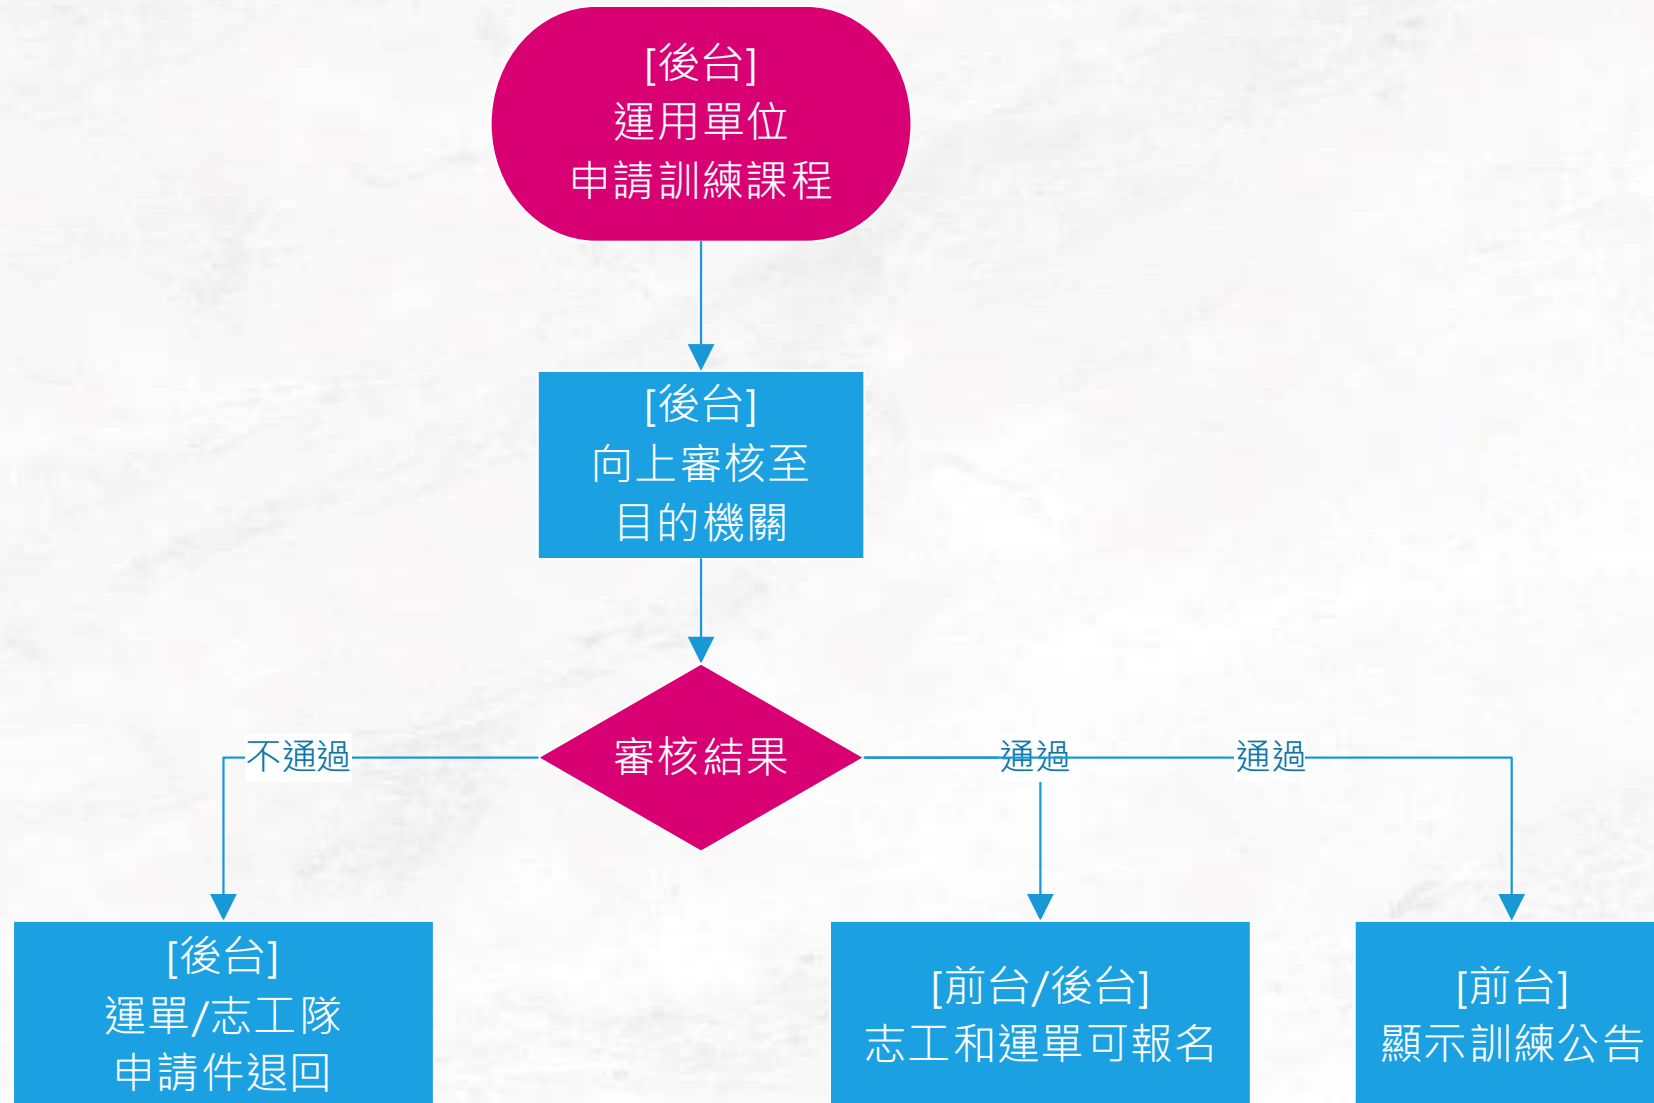 [後台]
運用單位
申請訓練課程
[後台]
向上審核至
目的機關
審核結果
不通過
通過
通過
[後台]
運單/志工隊
申請件退回
[前台/後台]
志工和運單可報名
[前台]
顯示訓練公告